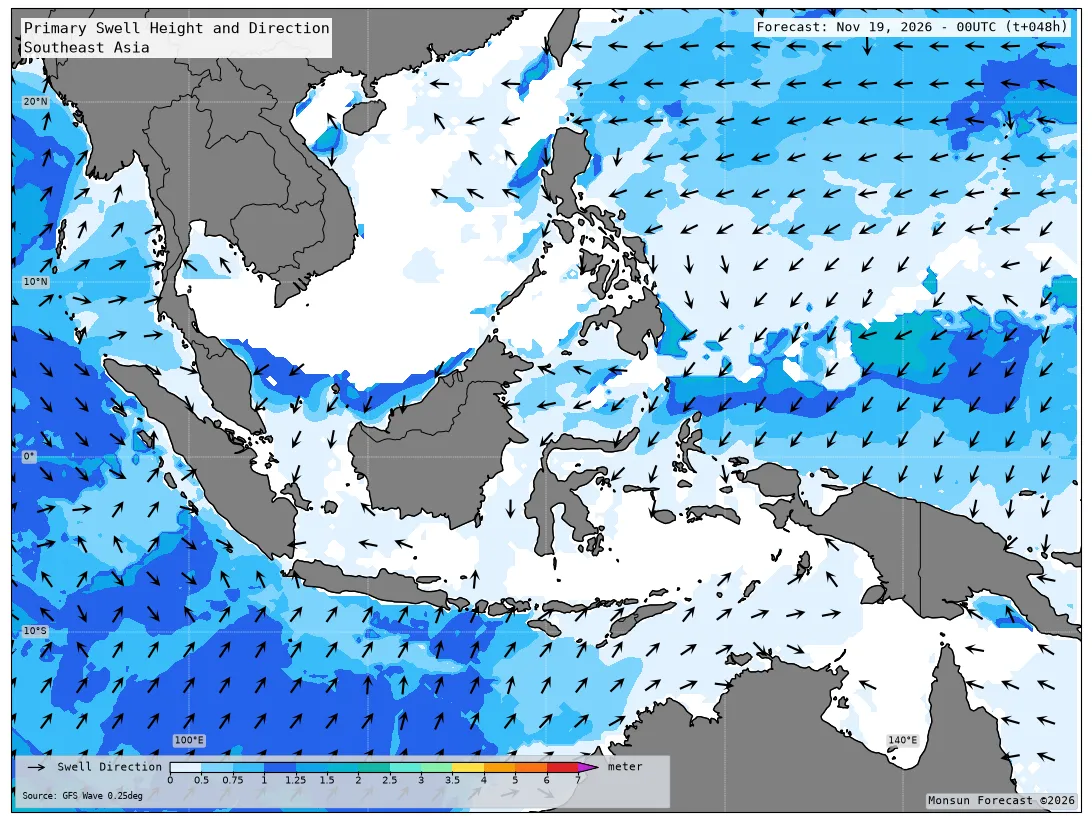 Primary Swell Height and Direction
Southeast Asia
Forecast: Nov 19, 2026 - 00UTC (t+048h)
20°N
10°N
0°
10°S
100°E
140°E
Swell Direction
0 0.5 0.75 1 1.25 1.5 2 2.5 3 3.5 4 5 6 7
meter
Source: GFS Wave 0.25deg
Monsun Forecast ©2026